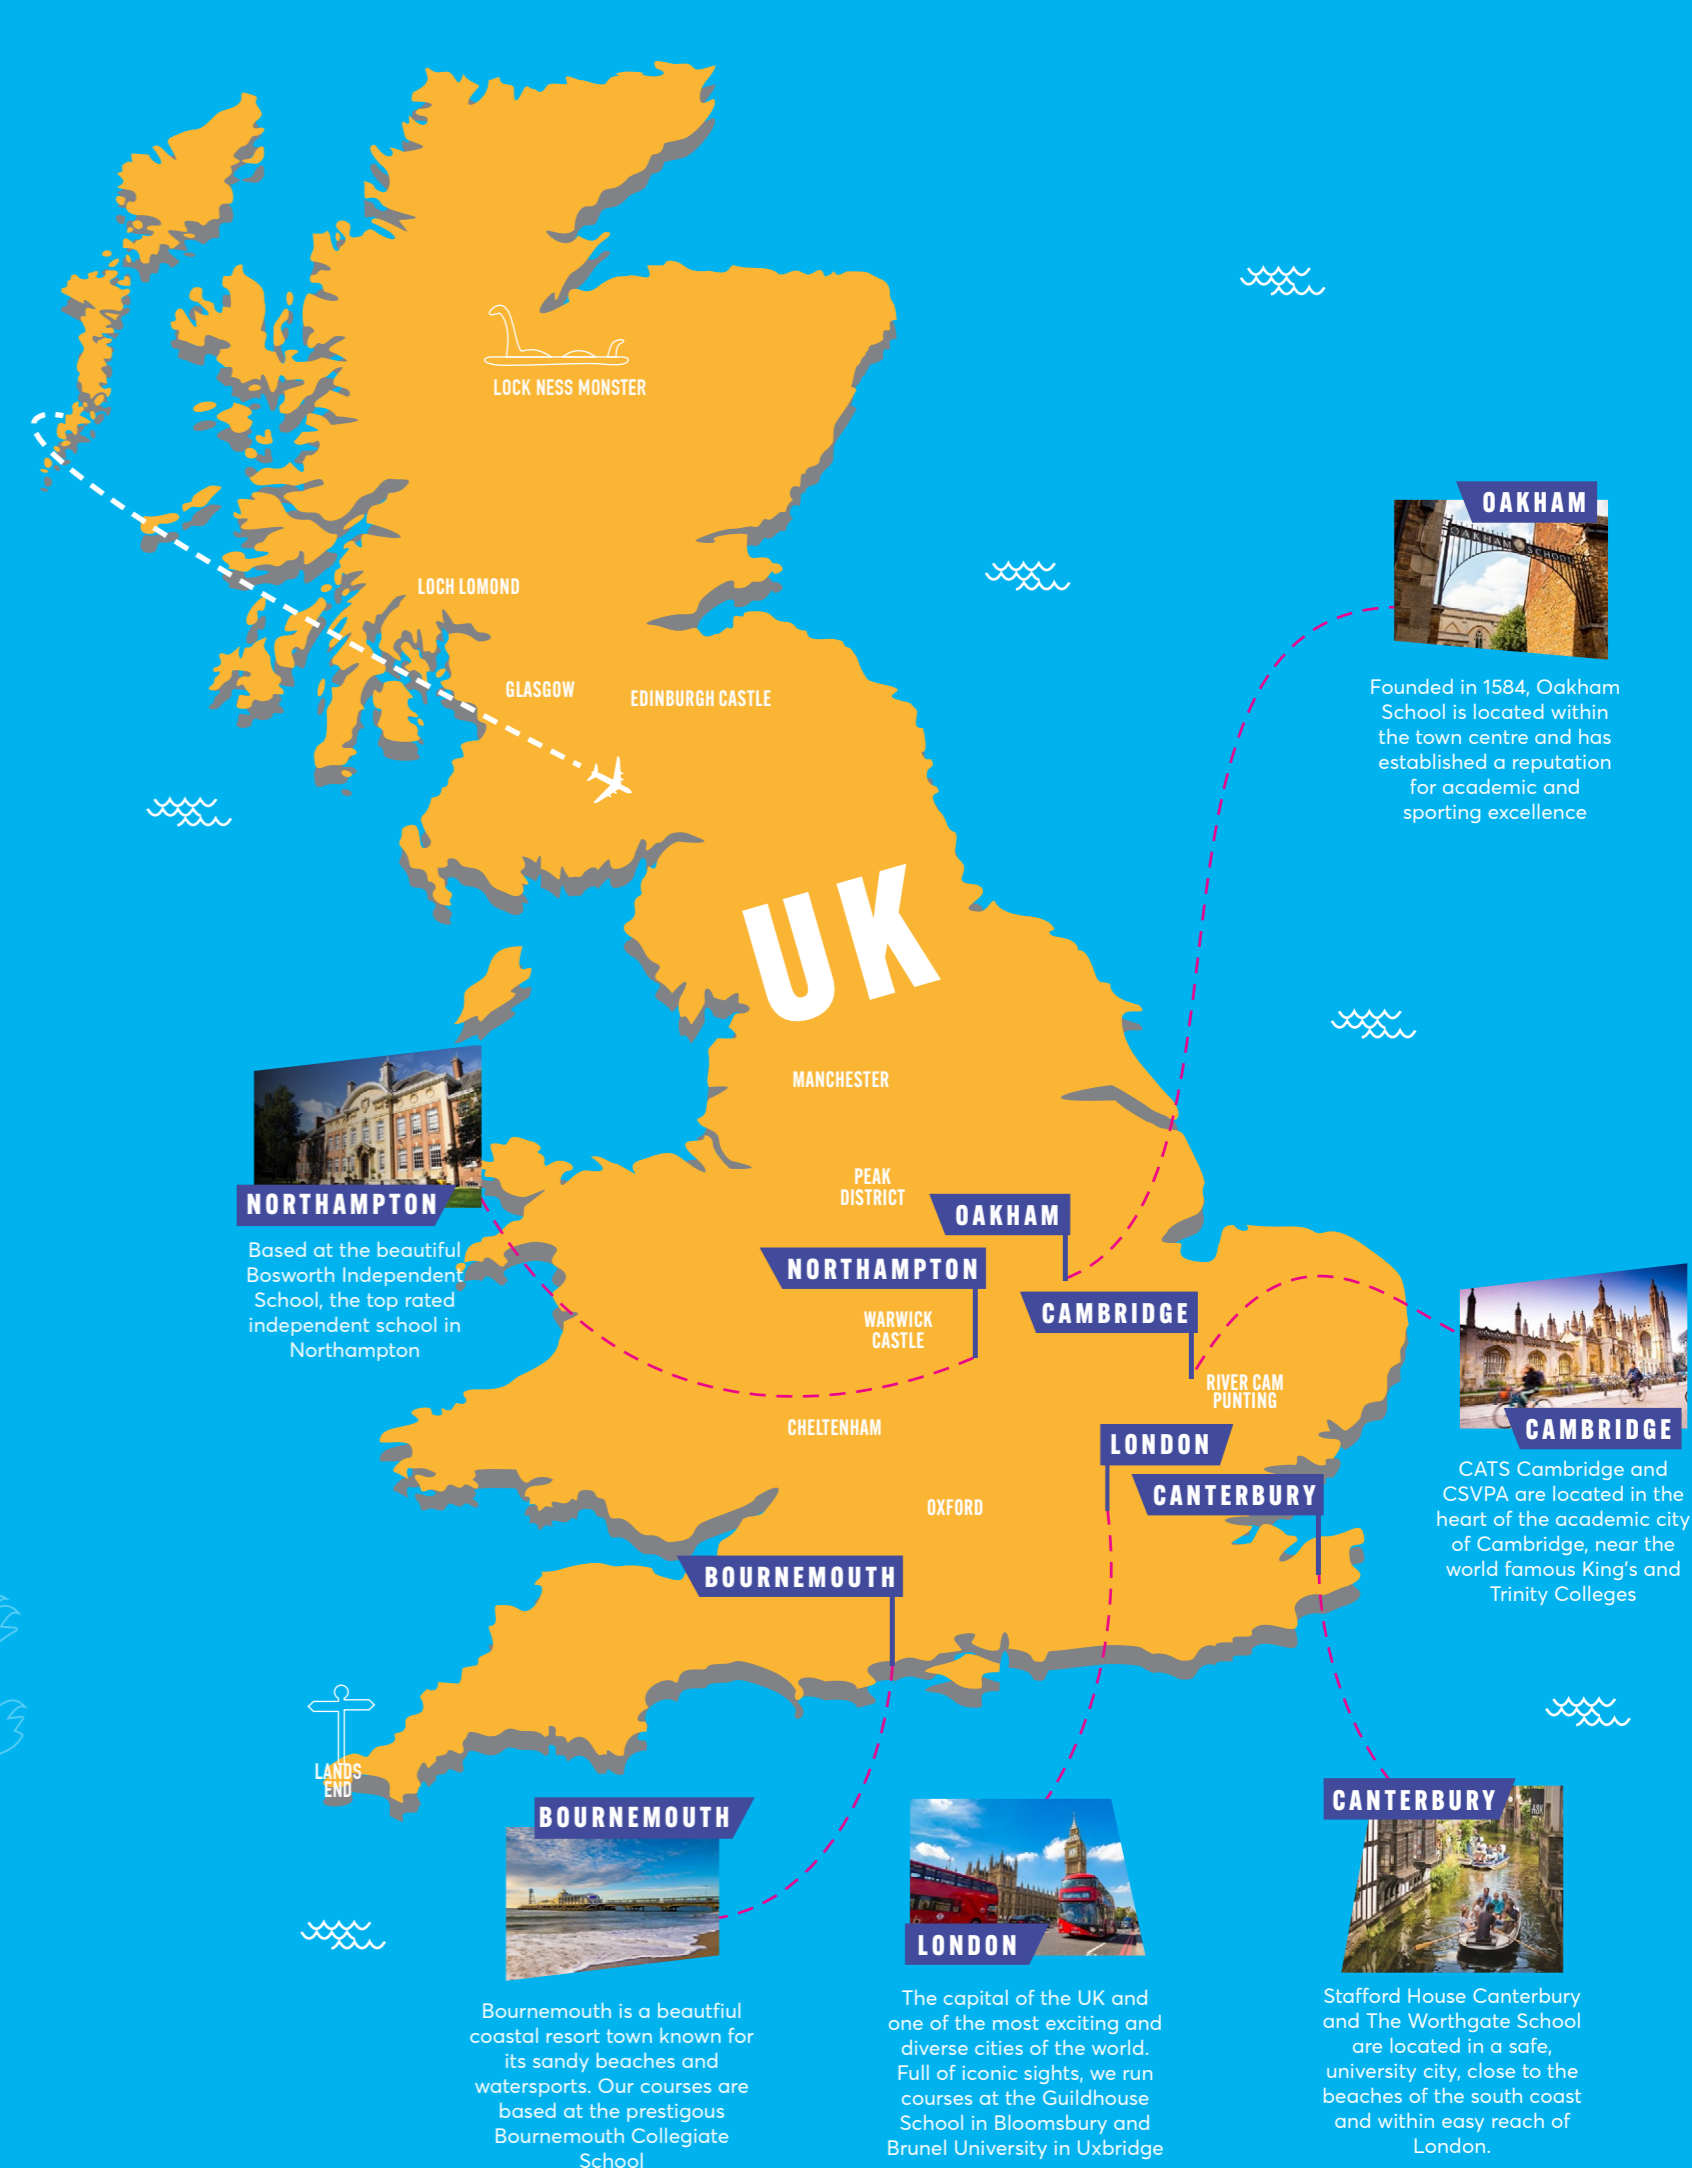 LOCK NESS MONSTER
OAKHAM
OAKHAM SCHOOL
Founded in 1584, Oakham
School is located within
the town centre and has
established a reputation
for academic and
sporting excellence
LOCH LOMOND
GLASGOW
EDINBURGH CASTLE
UK
MANCHESTER
PEAK
DISTRICT
NORTHAMPTON
Based at the beautiful
Bosworth Independent
School, the top rated
independent school in
Northampton
OAKHAM
NORTHAMPTON
CAMBRIDGE
WARWICK
CASTLE
RIVER CAM
PUNTING
CHELTENHAM
LONDON
CANTERBURY
OXFORD
BOURNEMOUTH
CAMBRIDGE
CATS Cambridge and
CSVPA are located in the
heart of the academic city
of Cambridge, near the
world famous King's and
Trinity Colleges
LANDS
END
BOURNEMOUTH
Bournemouth is a beautful
coastal resort town known for
its sandy beaches and
watersports. Our courses are
based at the prestigous
Bournemouth Collegiate
School
LONDON
The capital of the UK and
one of the most exciting and
diverse cities of the world.
Full of iconic sights, we run
courses at the Guildhouse
School in Bloomsbury and
Brunel University in Uxbridge
CANTERBURY
Stafford House Canterbury
and The Worthgate School
are located in a safe,
university city, close to the
beaches of the south coast
and within easy reach of
London.